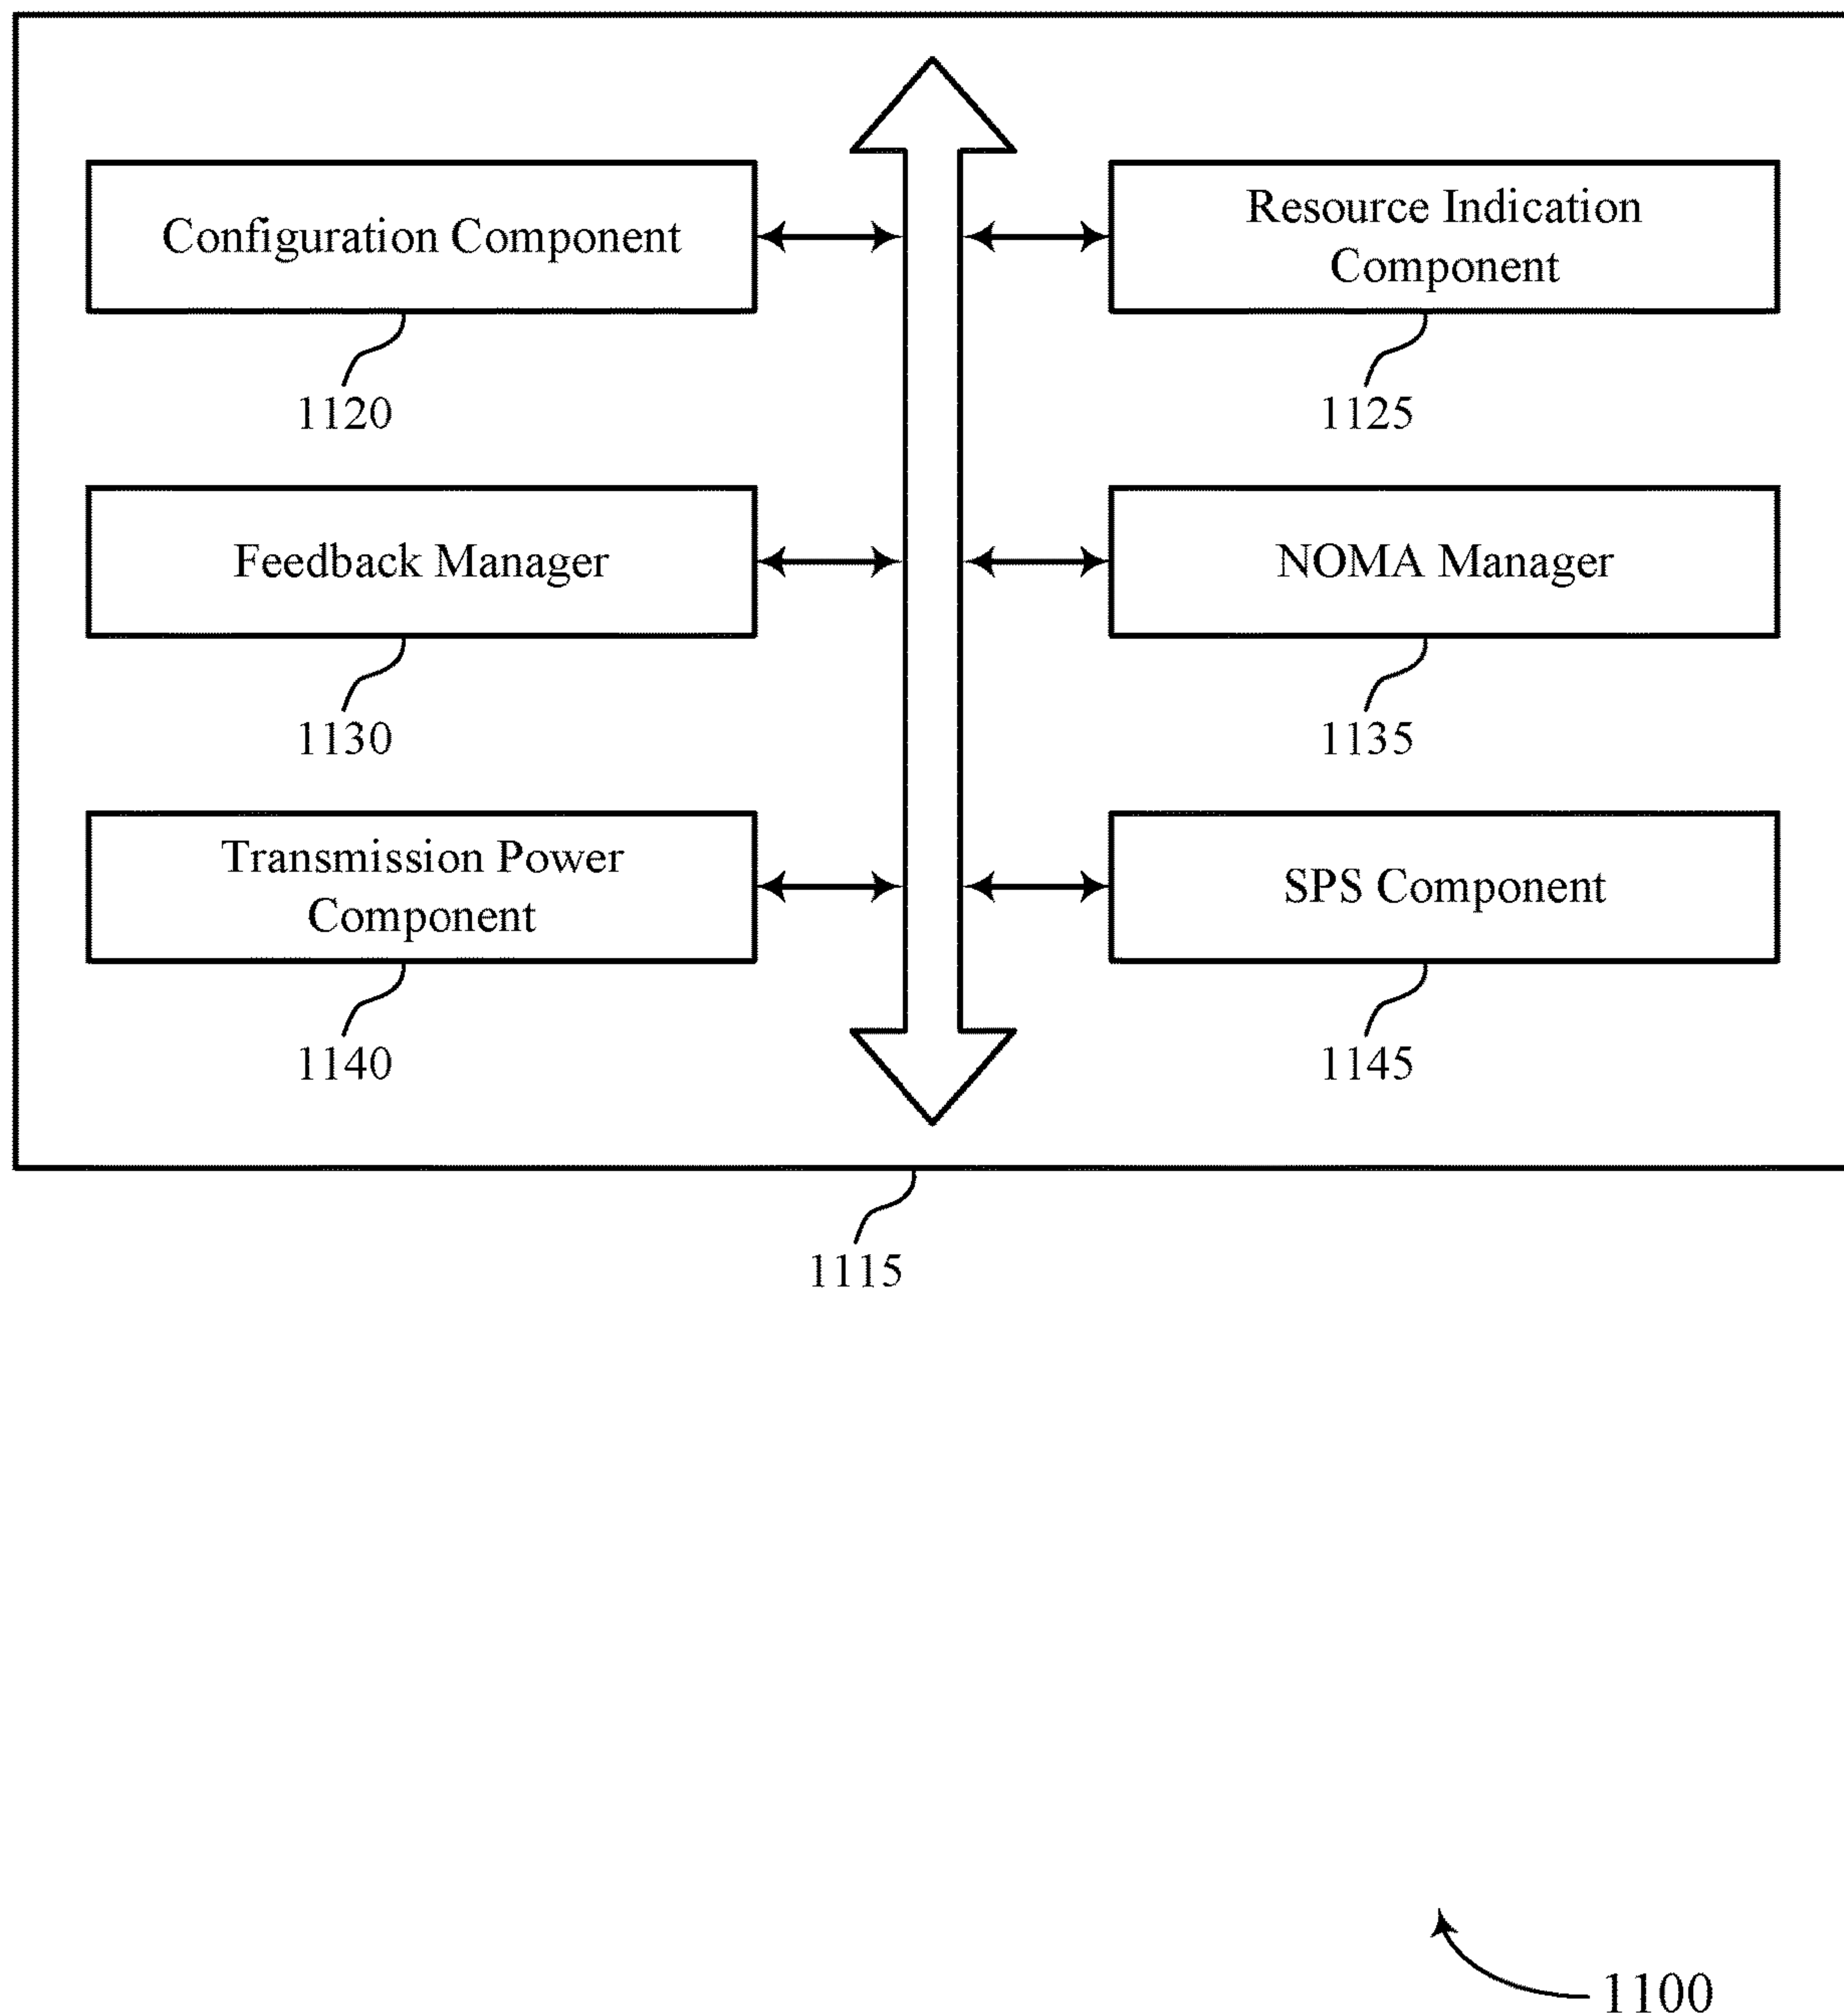 Configuration Component
1120
Resource Indication
Component
1125
Feedback Manager
1130
NOMA Manager
1135
Transmission Power
Component
1140
SPS Component
1145
1115
1100